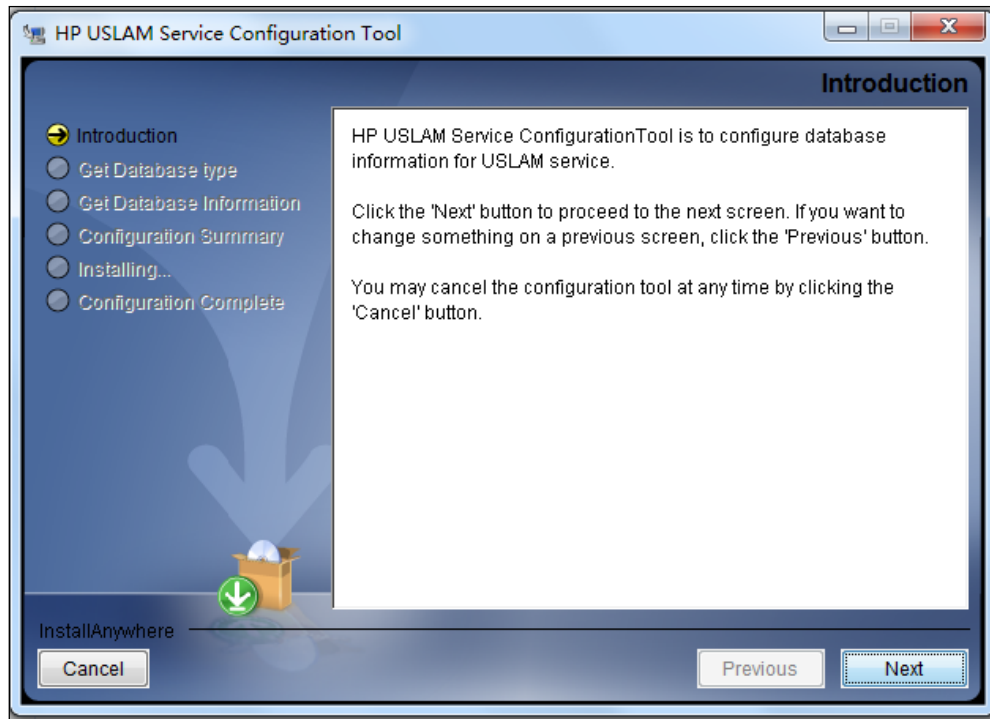 HP USLAM Service Configuration Tool
Introduction
Introduction
Get Database type
Get Database Information
Configuration Summary
Installing...
Configuration Complete
HP USLAM Service ConfigurationTool is to configure database
information for USLAM service.
Click the 'Next' button to proceed to the next screen. If you want to
change something on a previous screen, click the 'Previous' button.
You may cancel the configuration tool at any time by clicking the
'Cancel' button.
InstallAnywhere
Cancel
Previous
Next